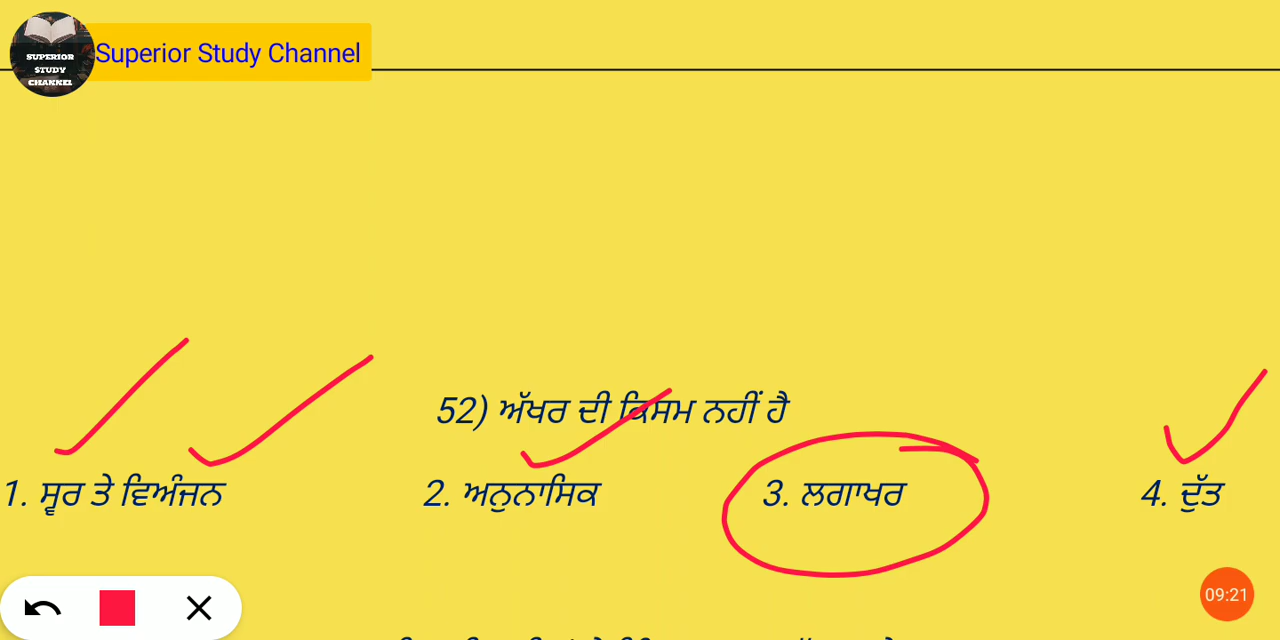 SUPERIOR
STUDY
CHANNEL
Superior Study Channel
52) ਅੱਖਰ ਦੀ ਕਿਸਮ ਨਹੀਂ ਹੈ
1. ਸ੍ਵਰ ਤੇ ਵਿਅੰਜਨ 2. ਅਨੁਨਾਸਿਕ 3. ਲਗਾਖਰ 4. ਦੁੱਤ
09:21